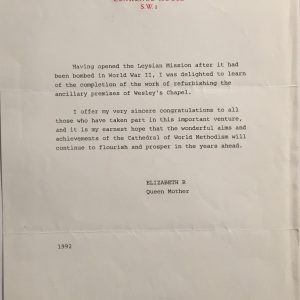 CLARENCE HOUSE
S.W.1
Having opened the Leysian Mission after it had
been bombed in World War II, I was delighted to learn
of the completion of the work of refurbishing the
ancillary premises of Wesley's Chapel.
I offer my very sincere congratulations to all
those who have taken part in this important venture,
and it is my earnest hope that the wonderful aims and
achievements of the Cathedral of World Methodism will
continue to flourish and prosper in the years ahead.
ELIZABETH R
Queen Mother
1992